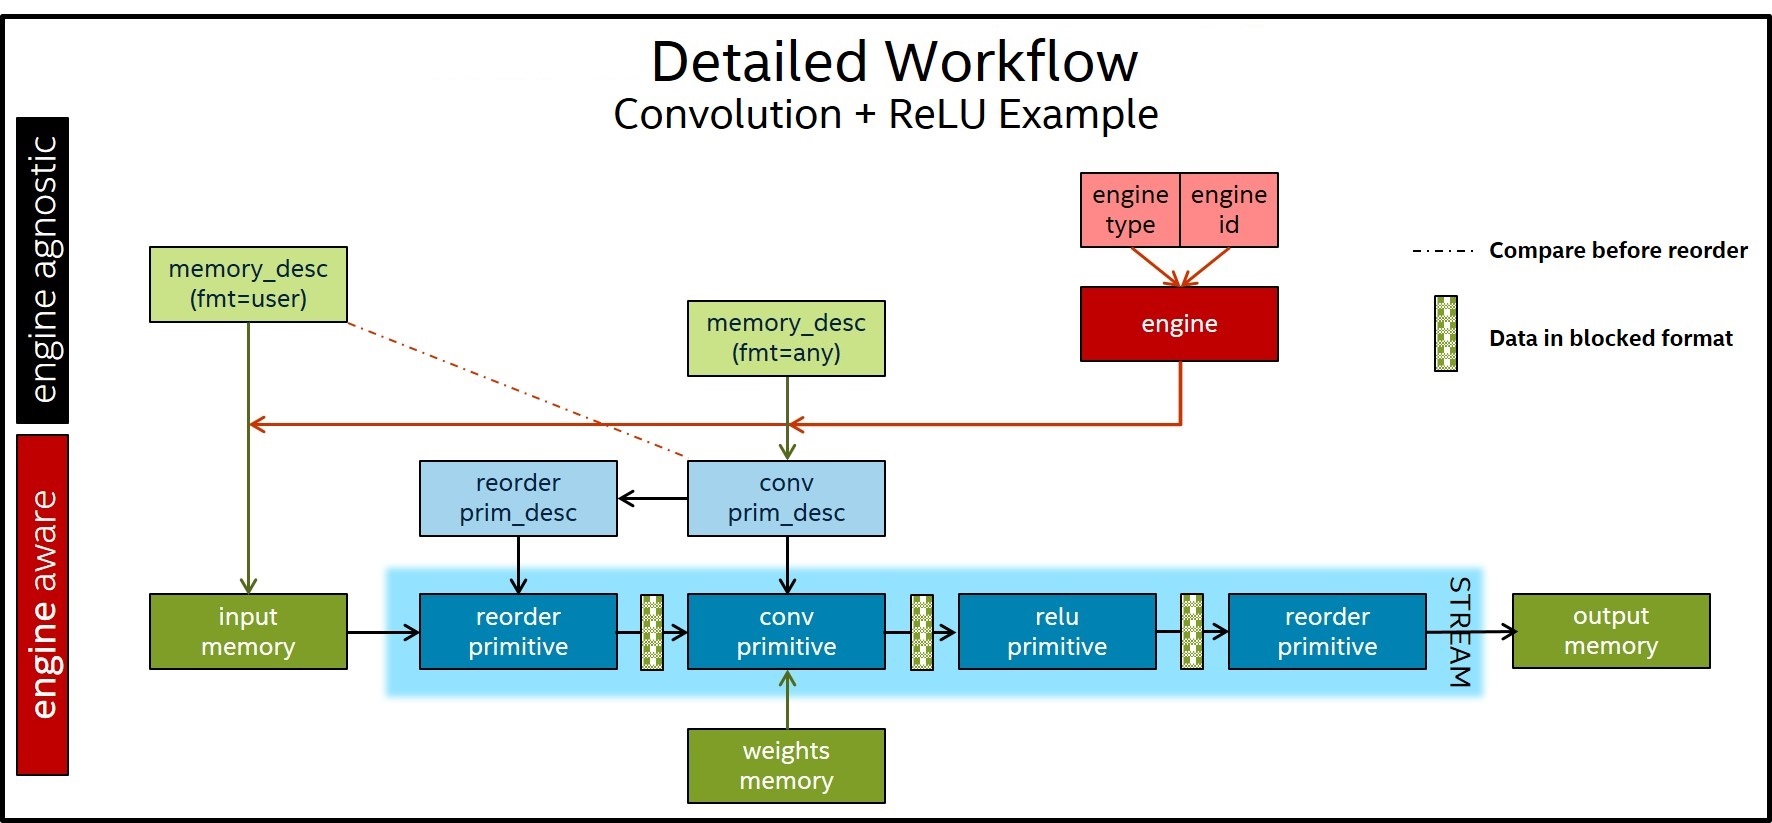 Detailed Workflow
Convolution + ReLU Example
engine agnostic
engine aware
engine
type
engine
id
engine
memory_desc
(fmt=user)
memory_desc
(fmt=any)
Compare before reorder
Data in blocked format
reorder
prim_desc
conv
prim_desc
input
memory
reorder
primitive
conv
primitive
relu
primitive
reorder
primitive
STREAM
output
memory
weights
memory